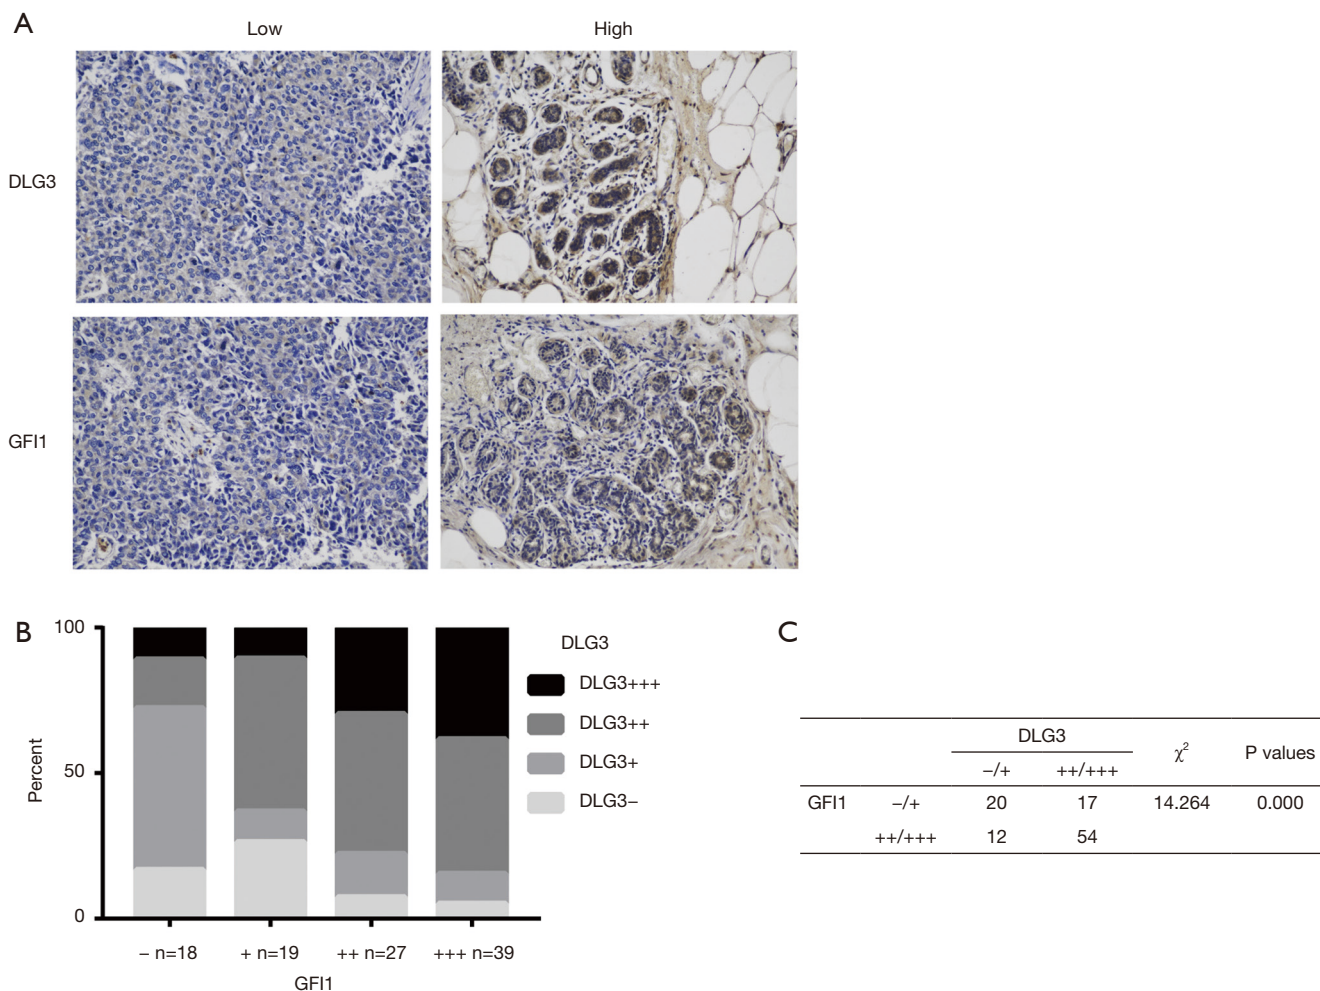 A
Low High
DLG3
GFI1
B
100
50
0
Percent
− n=18 + n=19 ++ n=27 +++ n=39
GFI1
DLG3
DLG3+++
DLG3++
DLG3+
DLG3−
C
DLG3 χ² P values
−/+ ++/+++
GFI1 −/+ 20 17 14.264 0.000
++/+++ 12 54